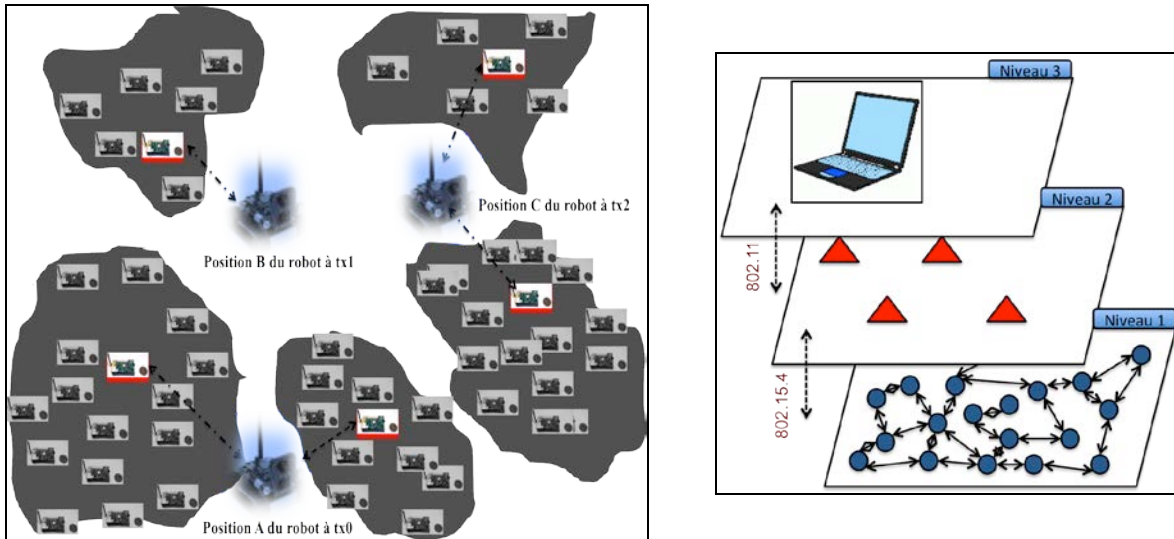 Position C du robot à tx2
Position B du robot à tx1
Position A du robot à tx0
Niveau 3
Niveau 2
802.11
Niveau 1
802.15.4